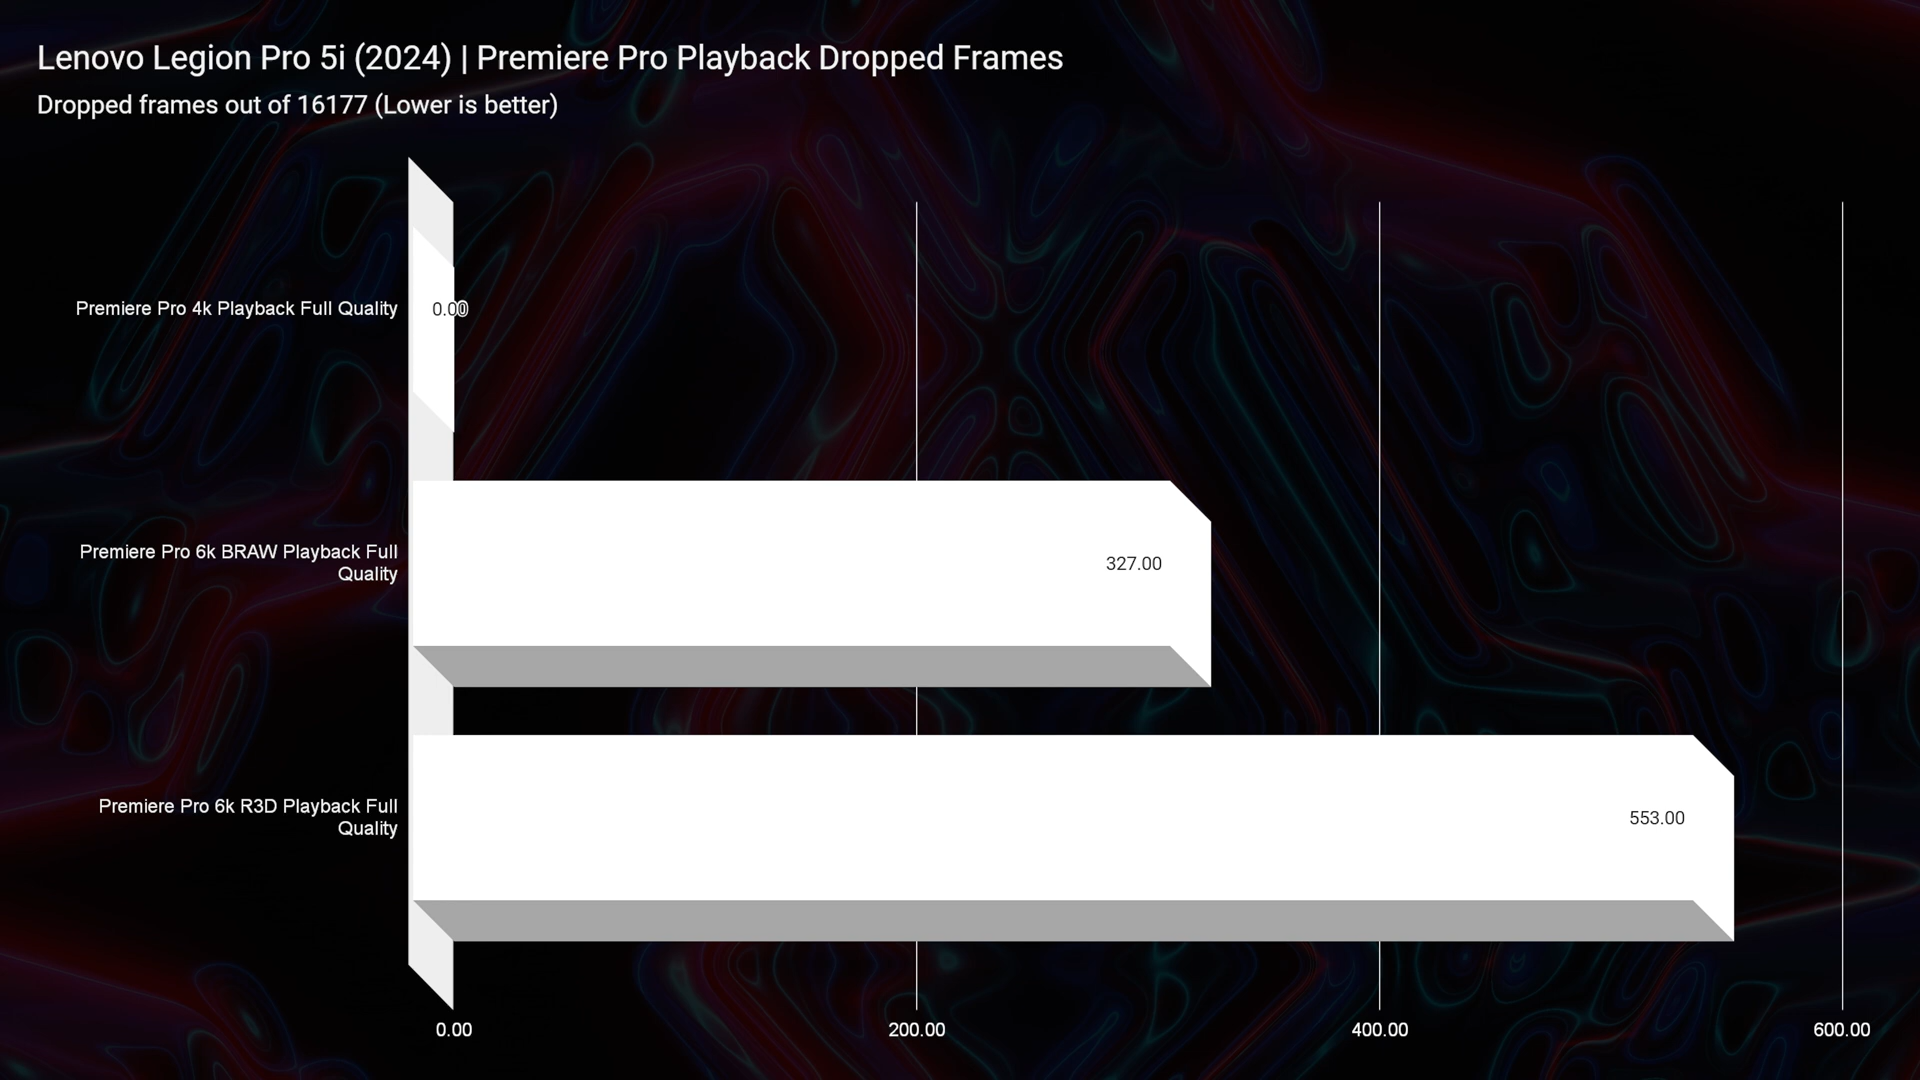 Lenovo Legion Pro 5i (2024) | Premiere Pro Playback Dropped Frames
Dropped frames out of 16177 (Lower is better)
Premiere Pro 4k Playback Full Quality
0.00
Premiere Pro 6k BRAW Playback Full
Quality
327.00
Premiere Pro 6k R3D Playback Full
Quality
553.00
0.00
200.00
400.00
600.00